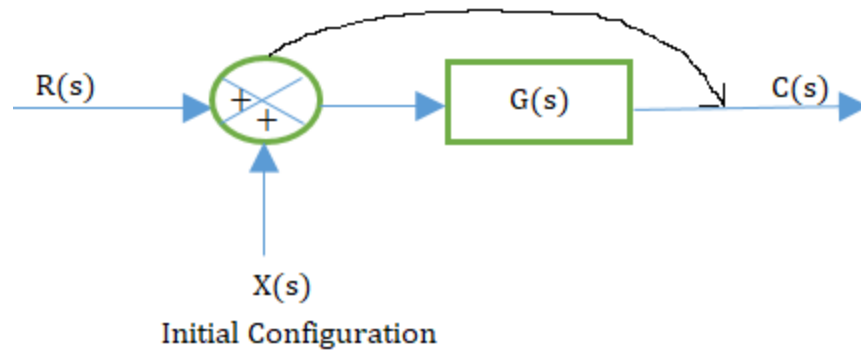 R(s)
G(s)
C(s)
+
+
X(s)
Initial Configuration